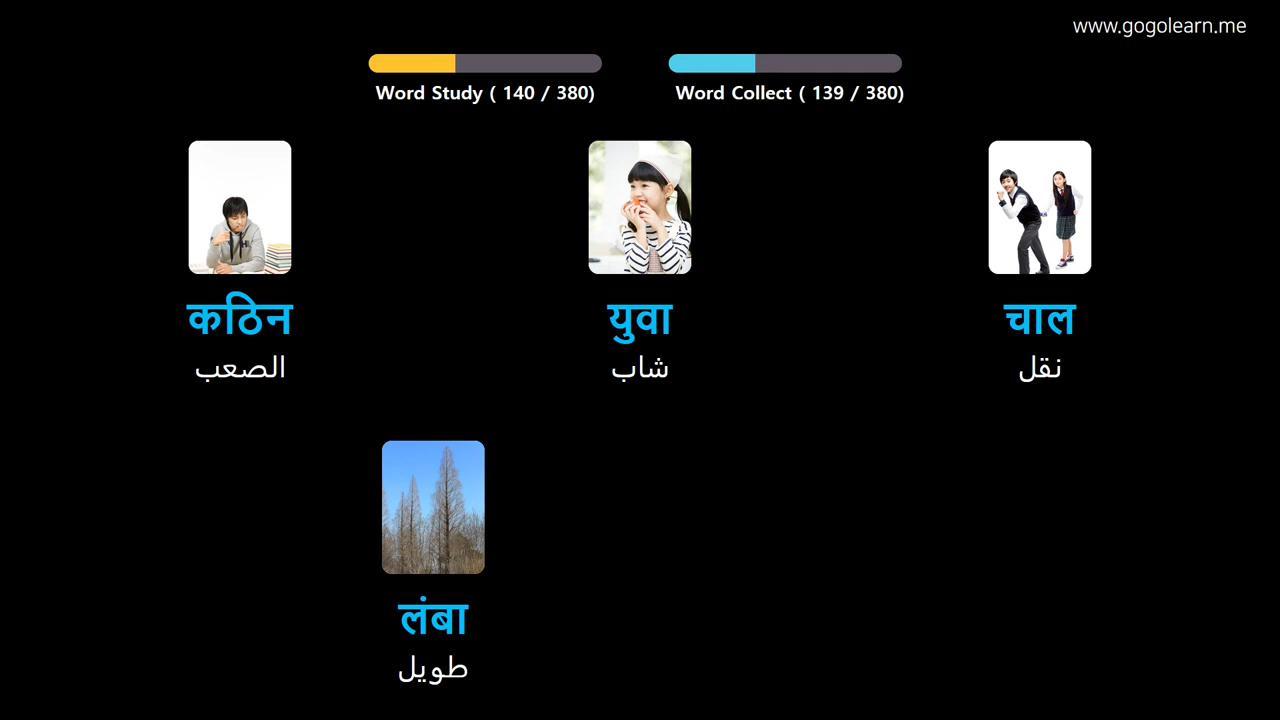 www.gogolearn.me
Word Study ( 140 / 380)
Word Collect ( 139 / 380)
कठिन
الصعب
युवा
شاب
चाल
نقل
लंबा
طويل